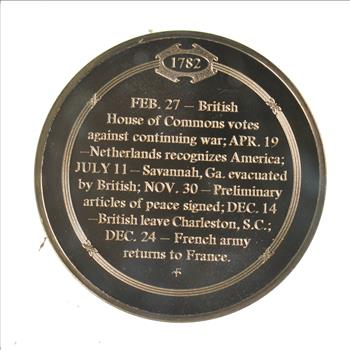 1782
FEB. 27 – British
House of Commons votes
against continuing war; APR. 19
–Netherlands recognizes America;
JULY 11 – Savannah, Ga. evacuated
by British; NOV. 30 – Preliminary
articles of peace signed; DEC. 14
–British leave Charleston, S.C.;
DEC. 24 – French army
returns to France.